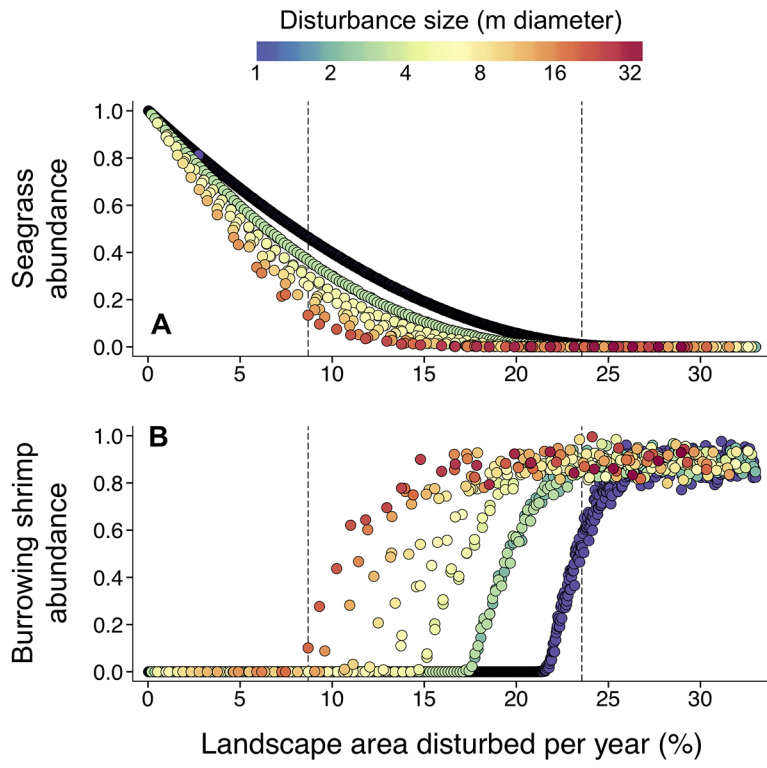 Disturbance size (m diameter)
1 2 4 8 16 32
Seagrass
abundance
1.0
0.8
0.6
0.4
0.2
0.0
A
0 5 10 15 20 25 30
Burrowing shrimp
abundance
B
1.0
0.8
0.6
0.4
0.2
0.0
0 5 10 15 20 25 30
Landscape area disturbed per year (%)